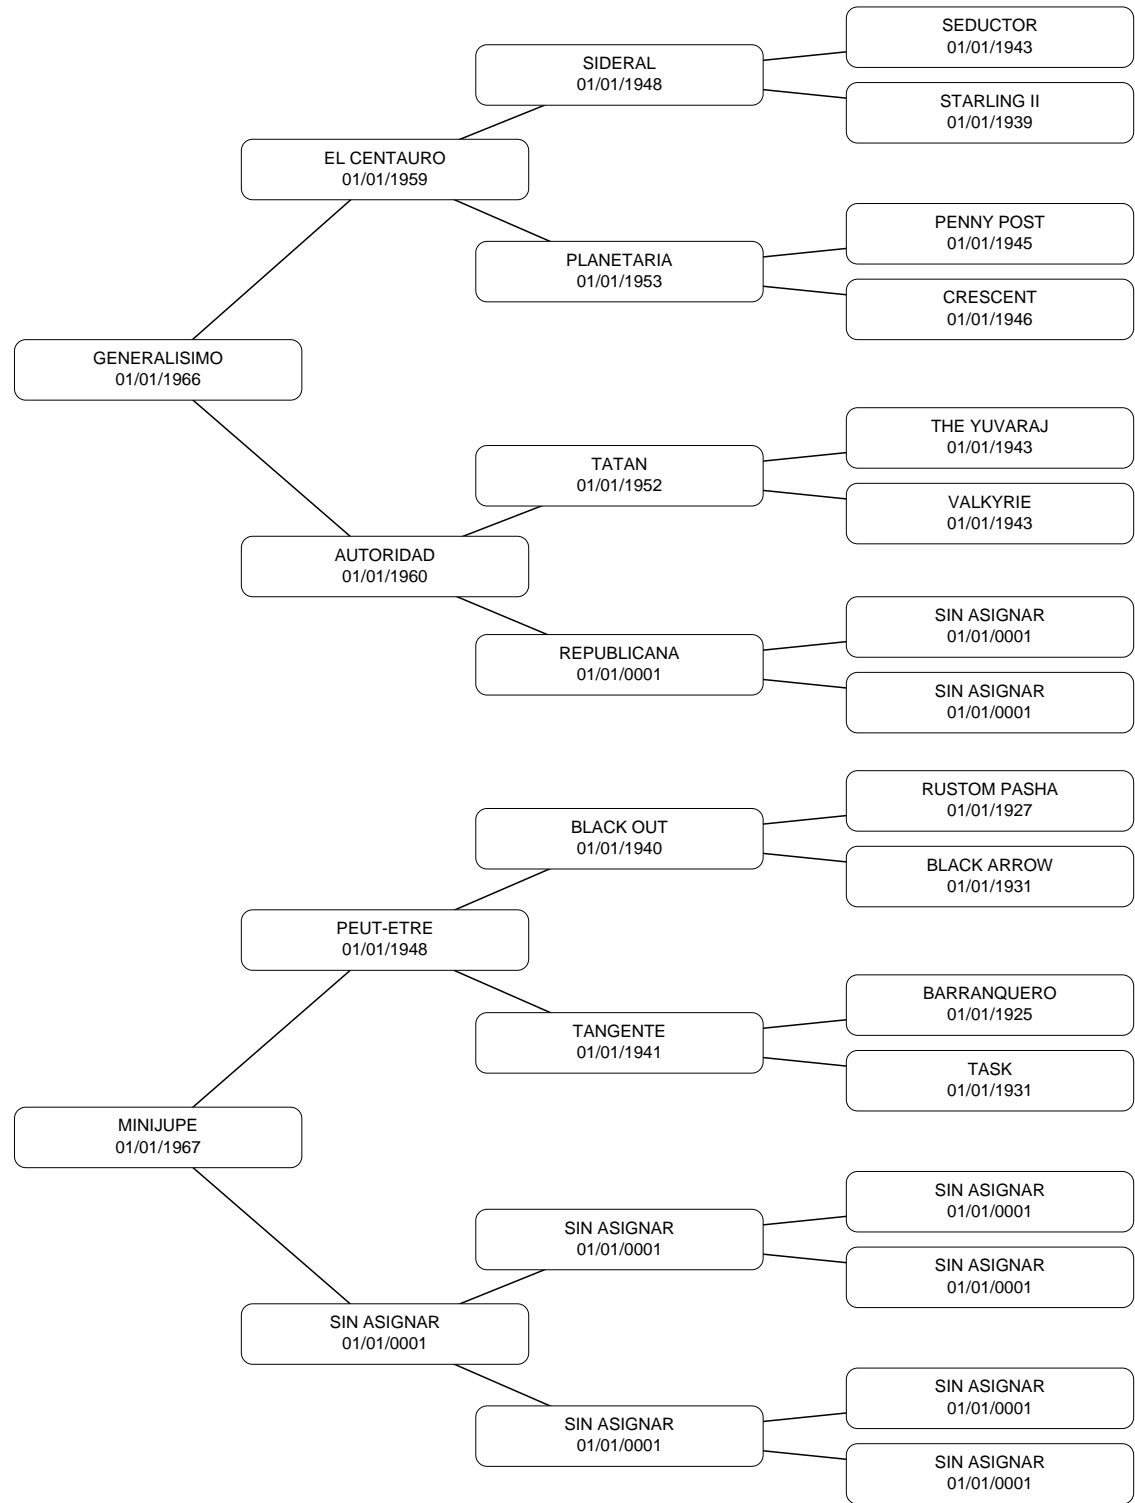 SEDUCTOR
01/01/1943
SIDERAL
01/01/1948
STARLING II
01/01/1939
EL CENTAURO
01/01/1959
PENNY POST
01/01/1945
PLANETARIA
01/01/1953
CRESCENT
01/01/1946
GENERALISIMO
01/01/1966
THE YUVARAJ
01/01/1943
TATAN
01/01/1952
VALKYRIE
01/01/1943
AUTORIDAD
01/01/1960
SIN ASIGNAR
01/01/0001
REPUBLICANA
01/01/0001
SIN ASIGNAR
01/01/0001
RUSTOM PASHA
01/01/1927
BLACK OUT
01/01/1940
BLACK ARROW
01/01/1931
PEUT-ETRE
01/01/1948
BARRANQUERO
01/01/1925
TANGENTE
01/01/1941
TASK
01/01/1931
MINIJUPE
01/01/1967
SIN ASIGNAR
01/01/0001
SIN ASIGNAR
01/01/0001
SIN ASIGNAR
01/01/0001
SIN ASIGNAR
01/01/0001
SIN ASIGNAR
01/01/0001
SIN ASIGNAR
01/01/0001
SIN ASIGNAR
01/01/0001